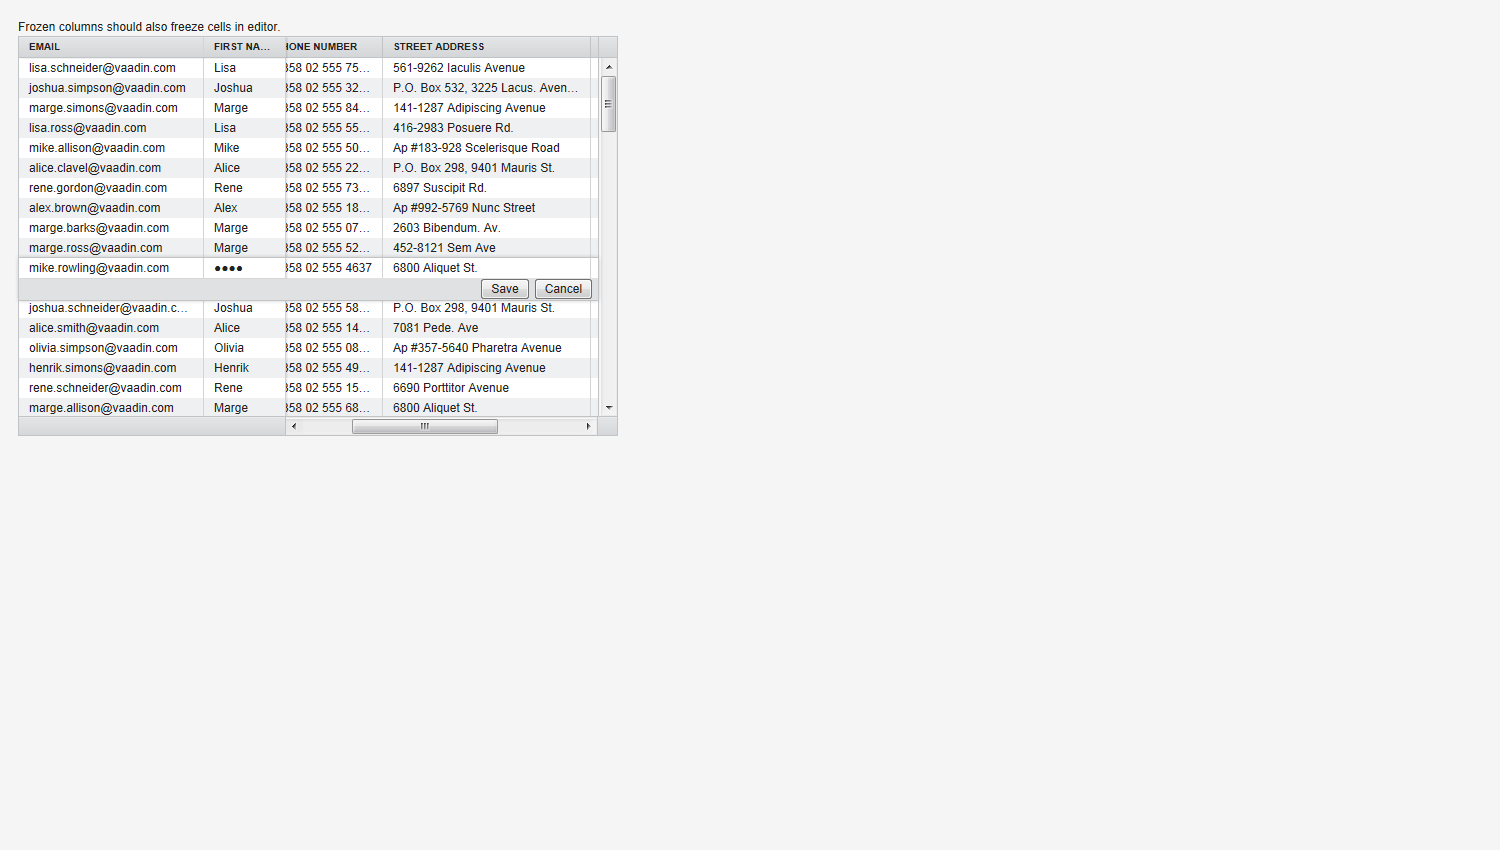 Frozen columns should also freeze cells in editor.
EMAIL FIRST NA... HONE NUMBER STREET ADDRESS
lisa.schneider@vaadin.com Lisa 358 02 555 75... 561-9262 Iaculis Avenue
joshua.simpson@vaadin.com Joshua 358 02 555 32... P.O. Box 532, 3225 Lacus. Aven...
marge.simons@vaadin.com Marge 358 02 555 84... 141-1287 Adipiscing Avenue
lisa.ross@vaadin.com Lisa 358 02 555 55... 416-2983 Posuere Rd.
mike.allison@vaadin.com Mike 358 02 555 50... Ap #183-928 Scelerisque Road
alice.clavel@vaadin.com Alice 358 02 555 22... P.O. Box 298, 9401 Mauris St.
rene.gordon@vaadin.com Rene 358 02 555 73... 6897 Suscipit Rd.
alex.brown@vaadin.com Alex 358 02 555 18... Ap #992-5769 Nunc Street
marge.barks@vaadin.com Marge 358 02 555 07... 2603 Bibendum. Av.
marge.ross@vaadin.com Marge 358 02 555 52... 452-8121 Sem Ave
mike.rowling@vaadin.com ●●●● 358 02 555 4637 6800 Aliquet St.
Save Cancel
joshua.schneider@vaadin.c... Joshua 358 02 555 58... P.O. Box 298, 9401 Mauris St.
alice.smith@vaadin.com Alice 358 02 555 14... 7081 Pede. Ave
olivia.simpson@vaadin.com Olivia 358 02 555 08... Ap #357-5640 Pharetra Avenue
henrik.simons@vaadin.com Henrik 358 02 555 49... 141-1287 Adipiscing Avenue
rene.schneider@vaadin.com Rene 358 02 555 15... 6690 Porttitor Avenue
marge.allison@vaadin.com Marge 358 02 555 68... 6800 Aliquet St.